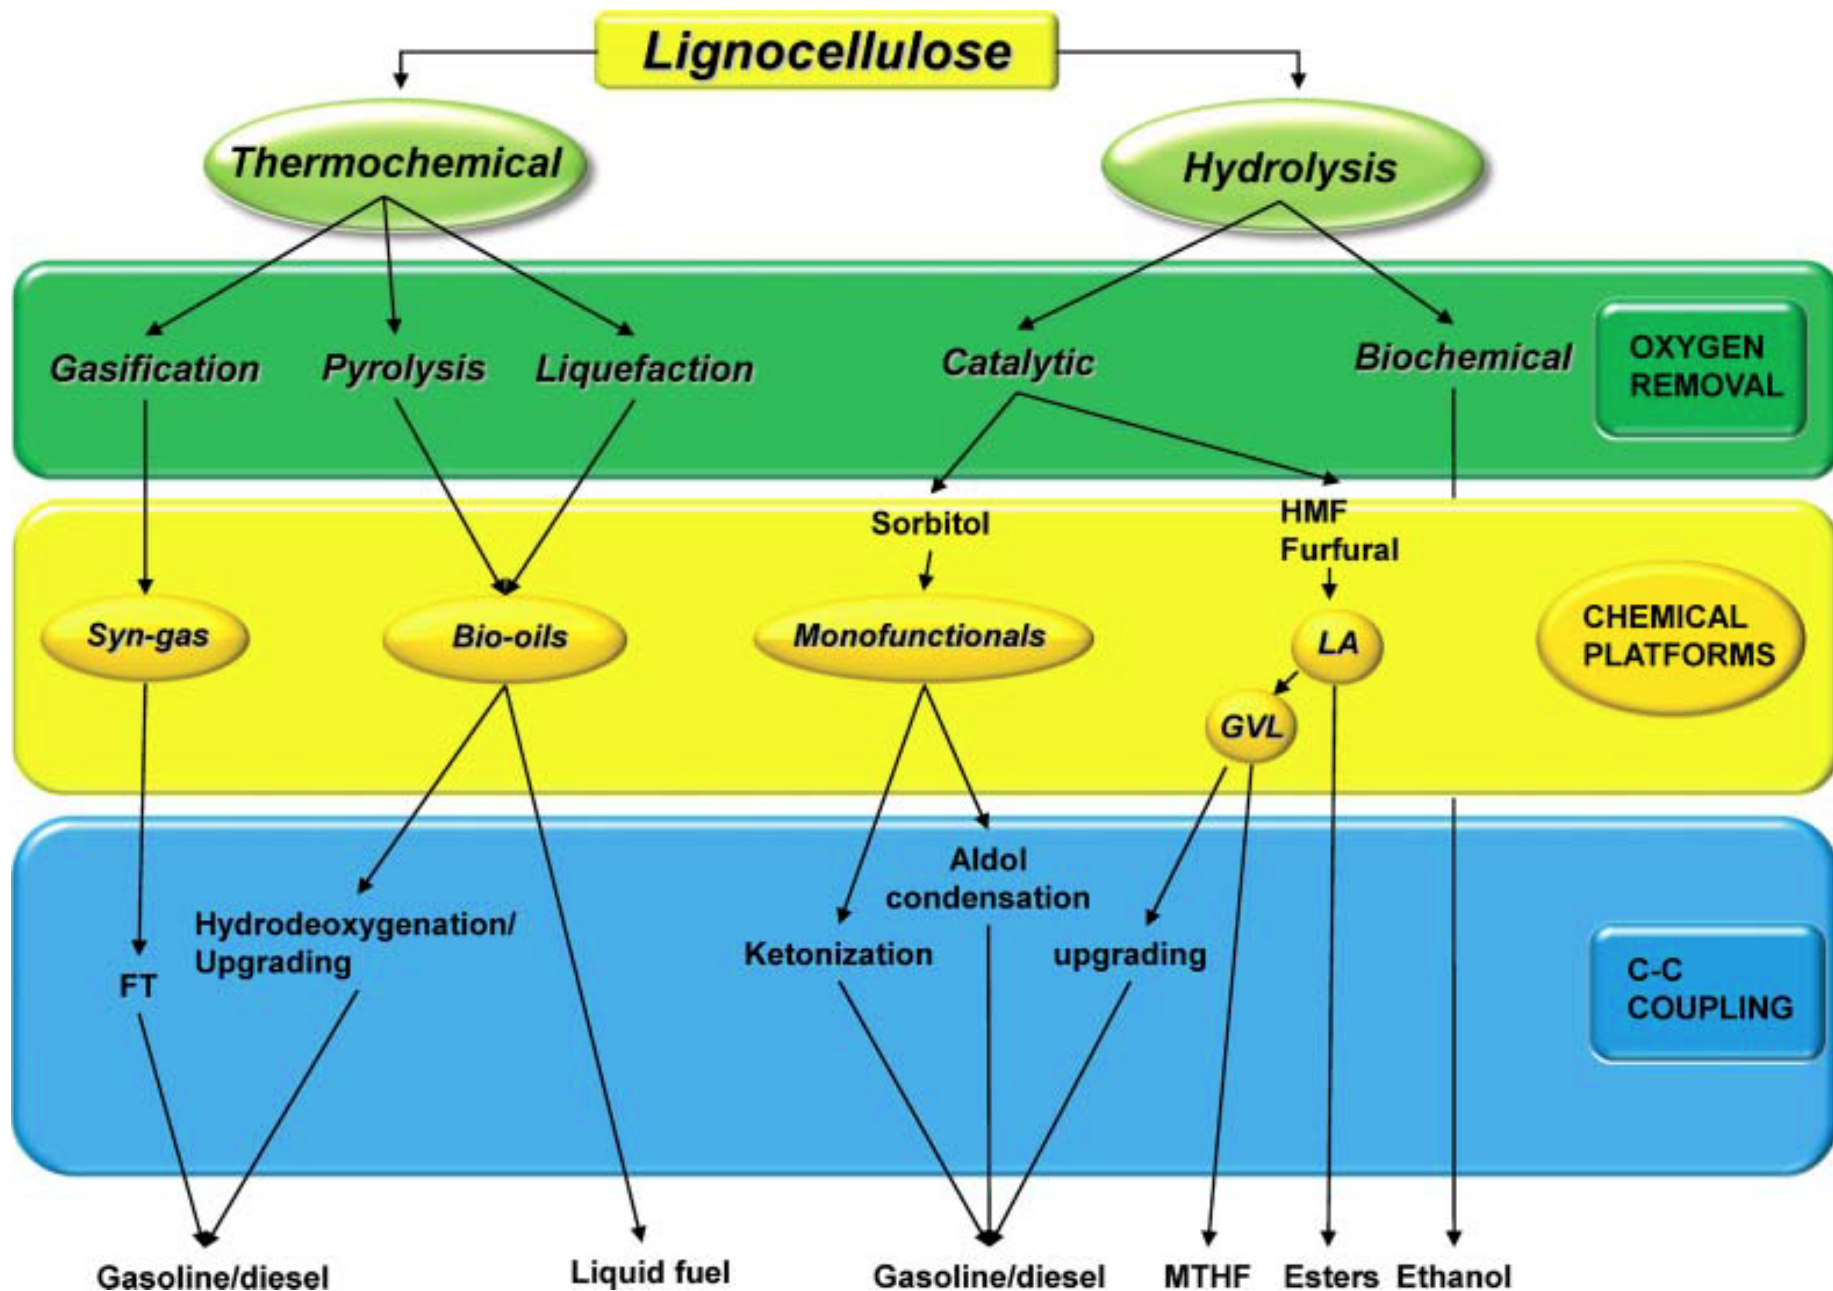 Lignocellulose
Thermochemical
Hydrolysis
Gasification
Pyrolysis
Liquefaction
Catalytic
Biochemical
OXYGEN
REMOVAL
Sorbitol
HMF
Furfural
Syn-gas
Bio-oils
Monofunctionals
LA
GVL
CHEMICAL
PLATFORMS
FT
Hydrodeoxygenation/
Upgrading
Ketonization
Aldol
condensation
upgrading
C-C
COUPLING
Gasoline/diesel
Liquid fuel
Gasoline/diesel
MTHF
Esters
Ethanol